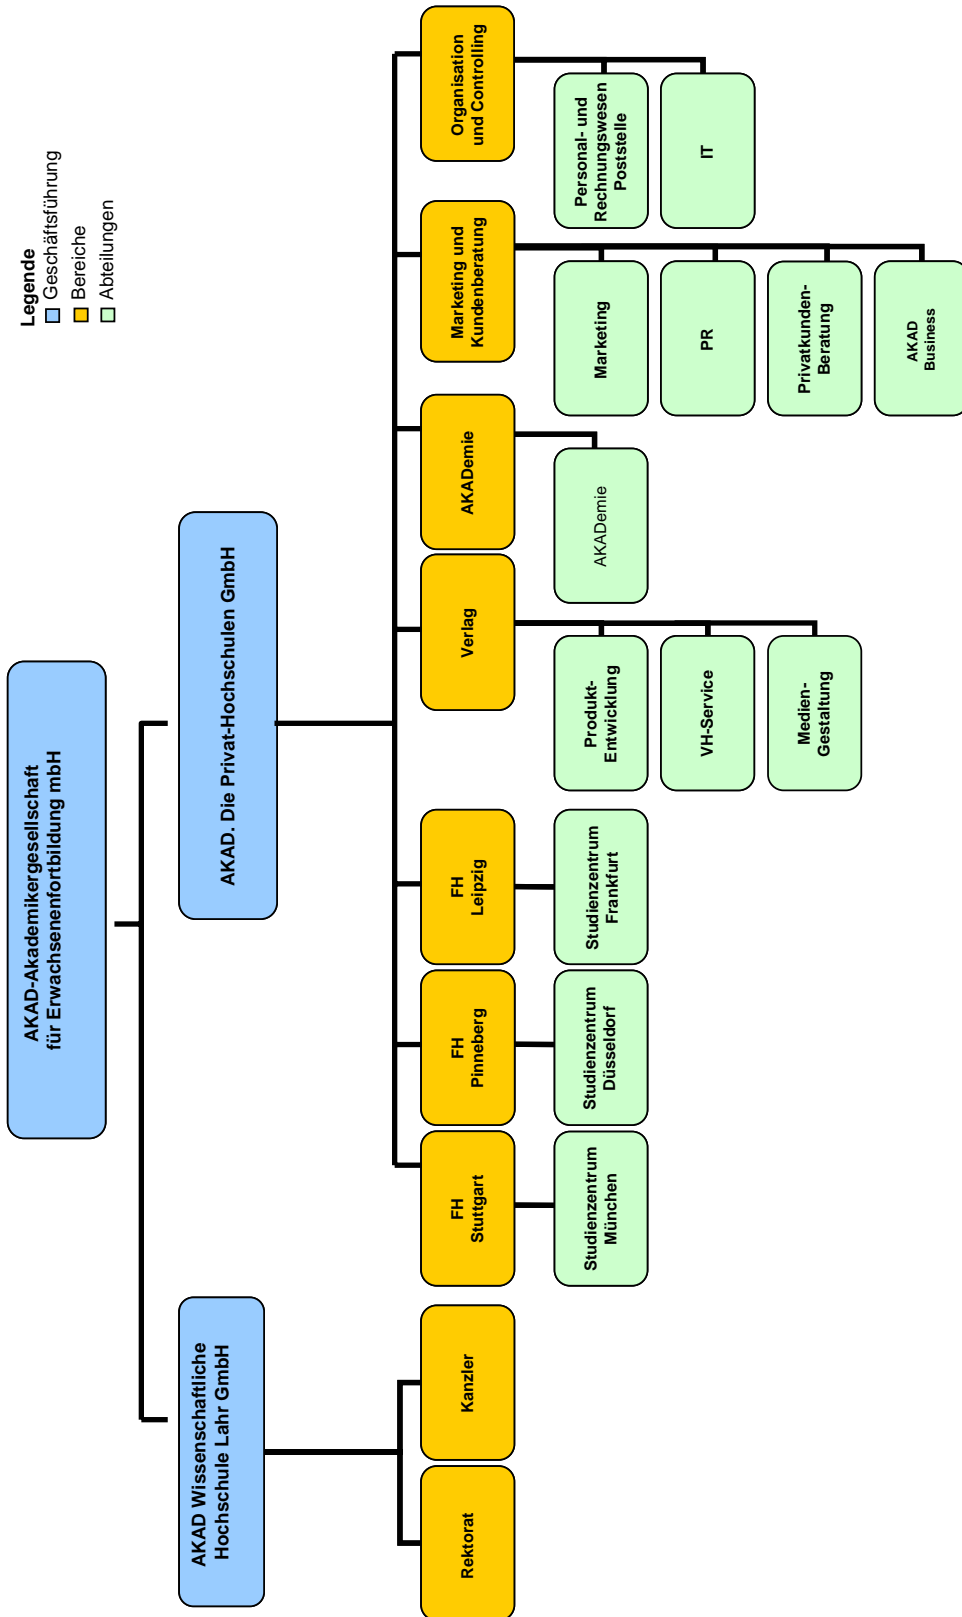 Legende
Geschäftsführung
Bereiche
Abteilungen
AKAD-Akademikergesellschaft
für Erwachsenenfortbildung mbH
AKAD Wissenschaftliche
Hochschule Lahr GmbH
AKAD. Die Privat-Hochschulen GmbH
Rektorat
Kanzler
FH
Stuttgart
FH
Pinneberg
FH
Leipzig
Verlag
AKADemie
Marketing und
Kundenberatung
Organisation
und Controlling
Studienzentrum
München
Studienzentrum
Düsseldorf
Studienzentrum
Frankfurt
Produkt-
Entwicklung
VH-Service
Medien-
Gestaltung
AKADemie
Marketing
PR
Privatkunden-
Beratung
AKAD
Business
Personal- und
Rechnungswesen
Poststelle
IT